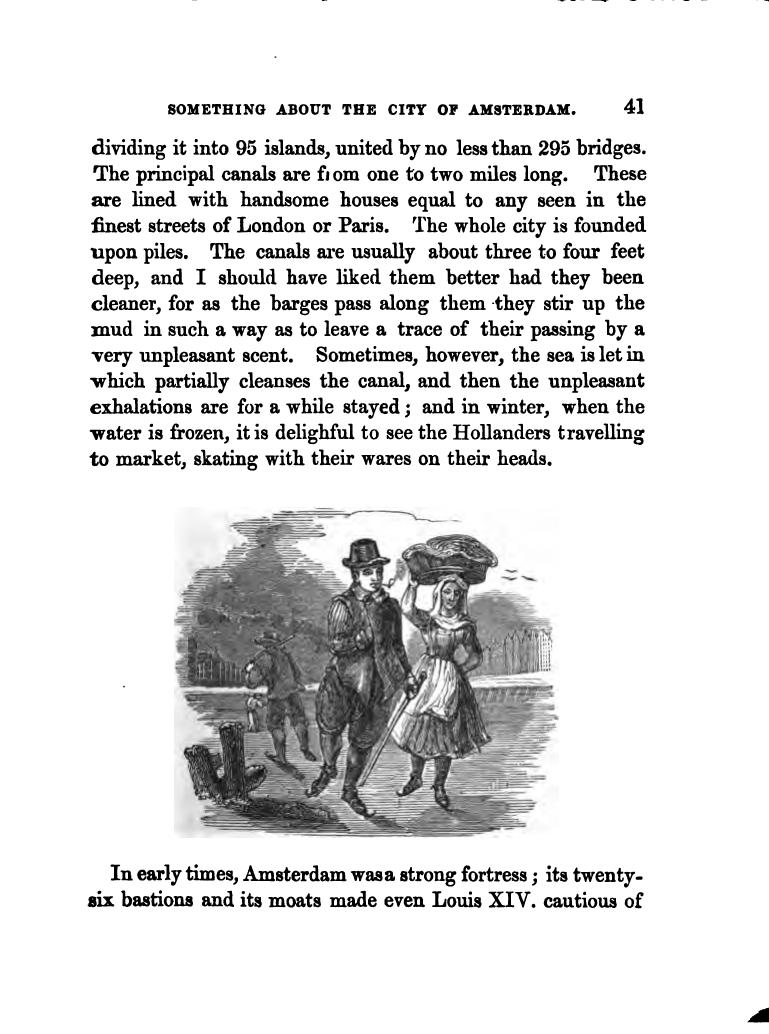 SOMETHING ABOUT THE CITY OF AMSTERDAM. 41
dividing it into 95 islands, united by no less than 295 bridges.
The principal canals are from one to two miles long. These
are lined with handsome houses equal to any seen in the
finest streets of London or Paris. The whole city is founded
upon piles. The canals are usually about three to four feet
deep, and I should have liked them better had they been
cleaner, for as the barges pass along them they stir up the
mud in such a way as to leave a trace of their passing by a
very unpleasant scent. Sometimes, however, the sea is let in
which partially cleanses the canal, and then the unpleasant
exhalations are for a while stayed; and in winter, when the
water is frozen, it is delighful to see the Hollanders travelling
to market, skating with their wares on their heads.
In early times, Amsterdam was a strong fortress; its twenty-
six bastions and its moats made even Louis XIV. cautious of